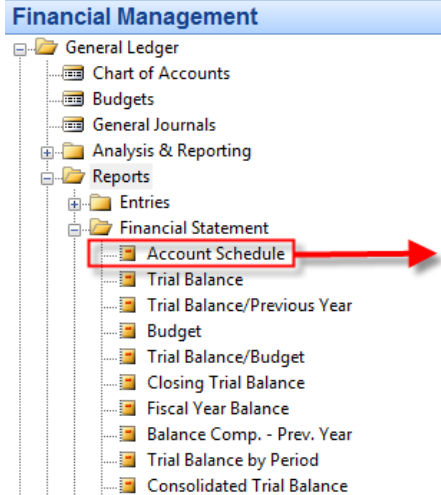 Financial Management
General Ledger
Chart of Accounts
Budgets
General Journals
Analysis & Reporting
Reports
Entries
Financial Statement
Account Schedule
Trial Balance
Trial Balance/Previous Year
Budget
Trial Balance/Budget
Closing Trial Balance
Fiscal Year Balance
Balance Comp. - Prev. Year
Trial Balance by Period
Consolidated Trial Balance